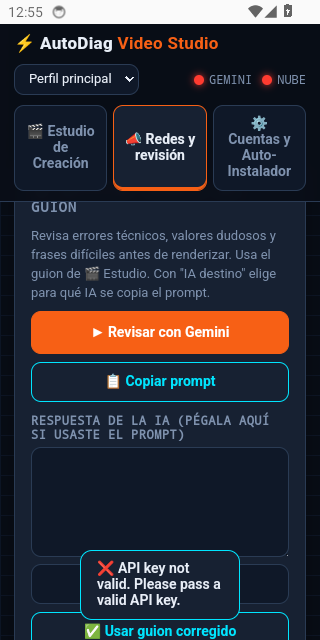 12:55
⚡ AutoDiag Video Studio
Perfil principal
GEMINI
NUBE
🎬 Estudio
de
Creación
📣 Redes y
revisión
⚙️
Cuentas y
Auto-
Instalador
GUION
Revisa errores técnicos, valores dudosos y
frases difíciles antes de renderizar. Usa el
guion de 🎬 Estudio. Con "IA destino" elige
para qué IA se copia el prompt.
▶ Revisar con Gemini
📋 Copiar prompt
RESPUESTA DE LA IA (PÉGALA AQUÍ
SI USASTE EL PROMPT)
❌ API key not
valid. Please pass a
valid API key.
✅ Usar guion corregido